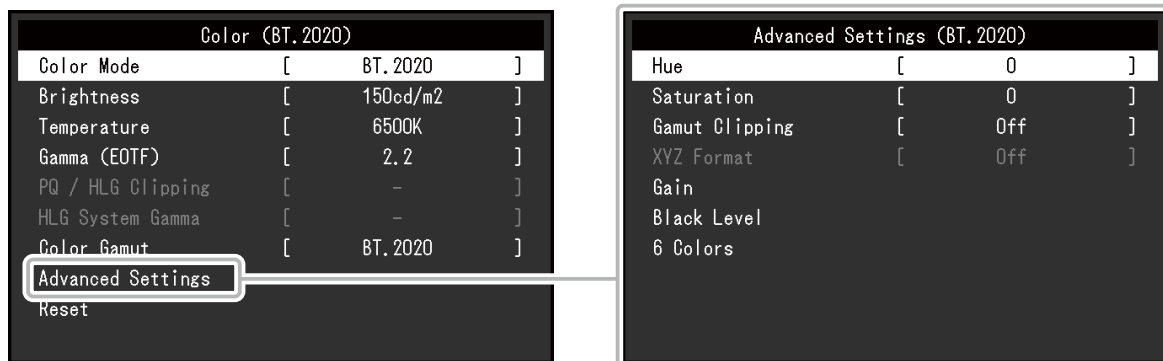 Color (BT.2020)
Color Mode [ BT.2020 ]
Brightness [ 150cd/m2 ]
Temperature [ 6500K ]
Gamma (EOTF) [ 2.2 ]
PQ / HLG Clipping [ – ]
HLG System Gamma [ – ]
Color Gamut [ BT.2020 ]
Advanced Settings
Reset
Advanced Settings (BT.2020)
Hue [ 0 ]
Saturation [ 0 ]
Gamut Clipping [ Off ]
XYZ Format [ Off ]
Gain
Black Level
6 Colors